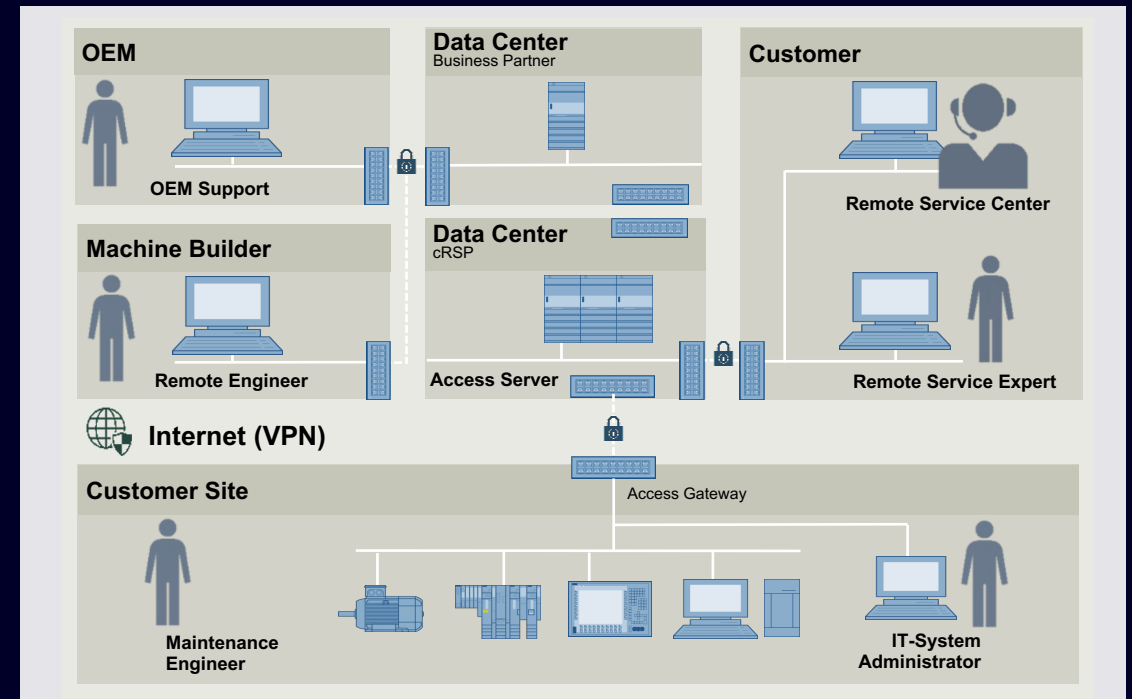 OEM
OEM Support
Data Center
Business Partner
Customer
Remote Service Center
Remote Service Expert
Machine Builder
Remote Engineer
Data Center
cRSP
Access Server
Internet (VPN)
Customer Site
Access Gateway
Maintenance
Engineer
IT-System
Administrator